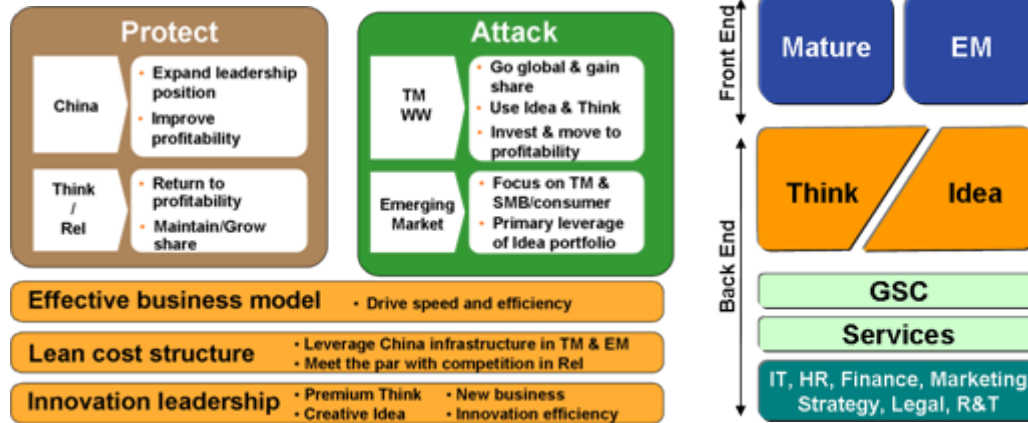 Protect
China
• Expand leadership
position
• Improve
profitability
Think
/
Rel
• Return to
profitability
• Maintain/Grow
share
Attack
TM
WW
• Go global & gain
share
• Use Idea & Think
• Invest & move to
profitability
Emerging
Market
• Focus on TM &
SMB/consumer
• Primary leverage
of Idea portfolio
Effective business model • Drive speed and efficiency
Lean cost structure
• Leverage China infrastructure in TM & EM
• Meet the par with competition in Rel
Innovation leadership
• Premium Think • New business
• Creative Idea • Innovation efficiency
Front End
Mature
EM
Back End
Think
Idea
GSC
Services
IT, HR, Finance, Marketing
Strategy, Legal, R&T